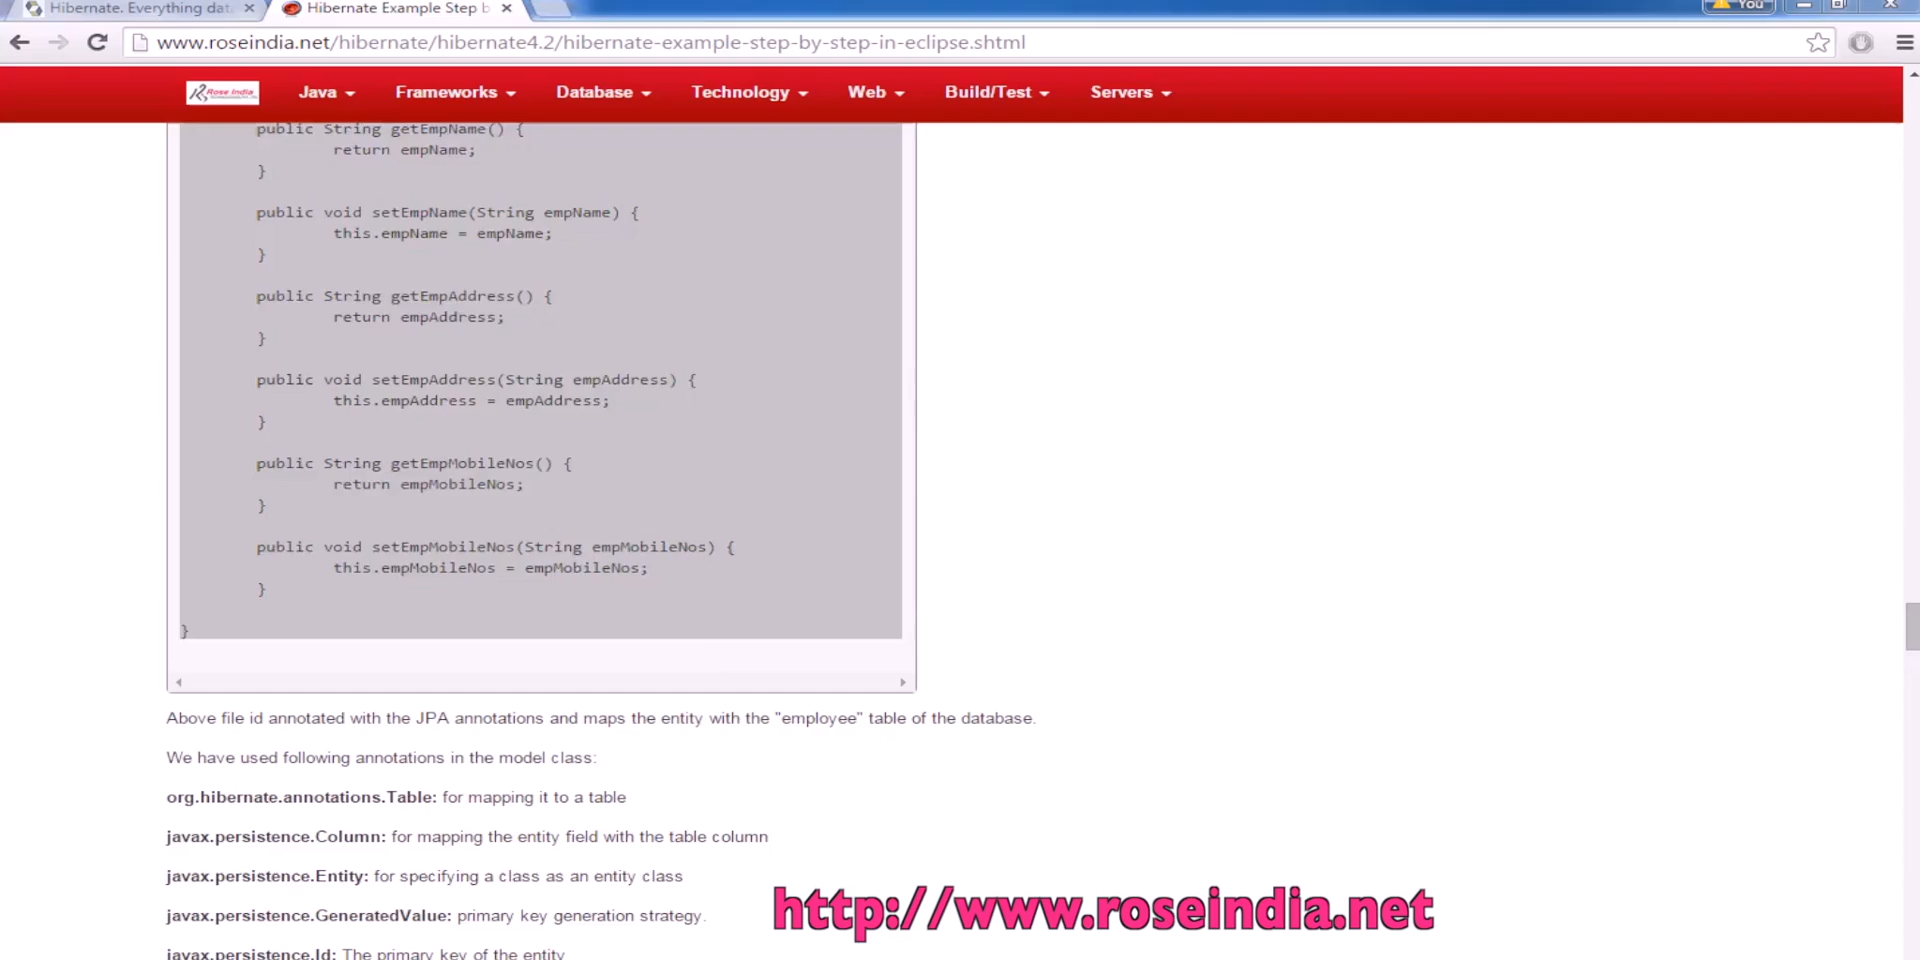 Hibernate. Everything dat
Hibernate Example Step b
You
www.roseindia.net/hibernate/hibernate4.2/hibernate-example-step-by-step-in-eclipse.shtml
Rose India
Java
Frameworks
Database
Technology
Web
Build/Test
Servers
public String getEmpName() {
return empName;
}
public void setEmpName(String empName) {
this.empName = empName;
}
public String getEmpAddress() {
return empAddress;
}
public void setEmpAddress(String empAddress) {
this.empAddress = empAddress;
}
public String getEmpMobileNos() {
return empMobileNos;
}
public void setEmpMobileNos(String empMobileNos) {
this.empMobileNos = empMobileNos;
}
}
Above file id annotated with the JPA annotations and maps the entity with the "employee" table of the database.
We have used following annotations in the model class:
org.hibernate.annotations.Table: for mapping it to a table
javax.persistence.Column: for mapping the entity field with the table column
javax.persistence.Entity: for specifying a class as an entity class
javax.persistence.GeneratedValue: primary key generation strategy.
javax.persistence.Id: The primary key of the entity
http://www.roseindia.net